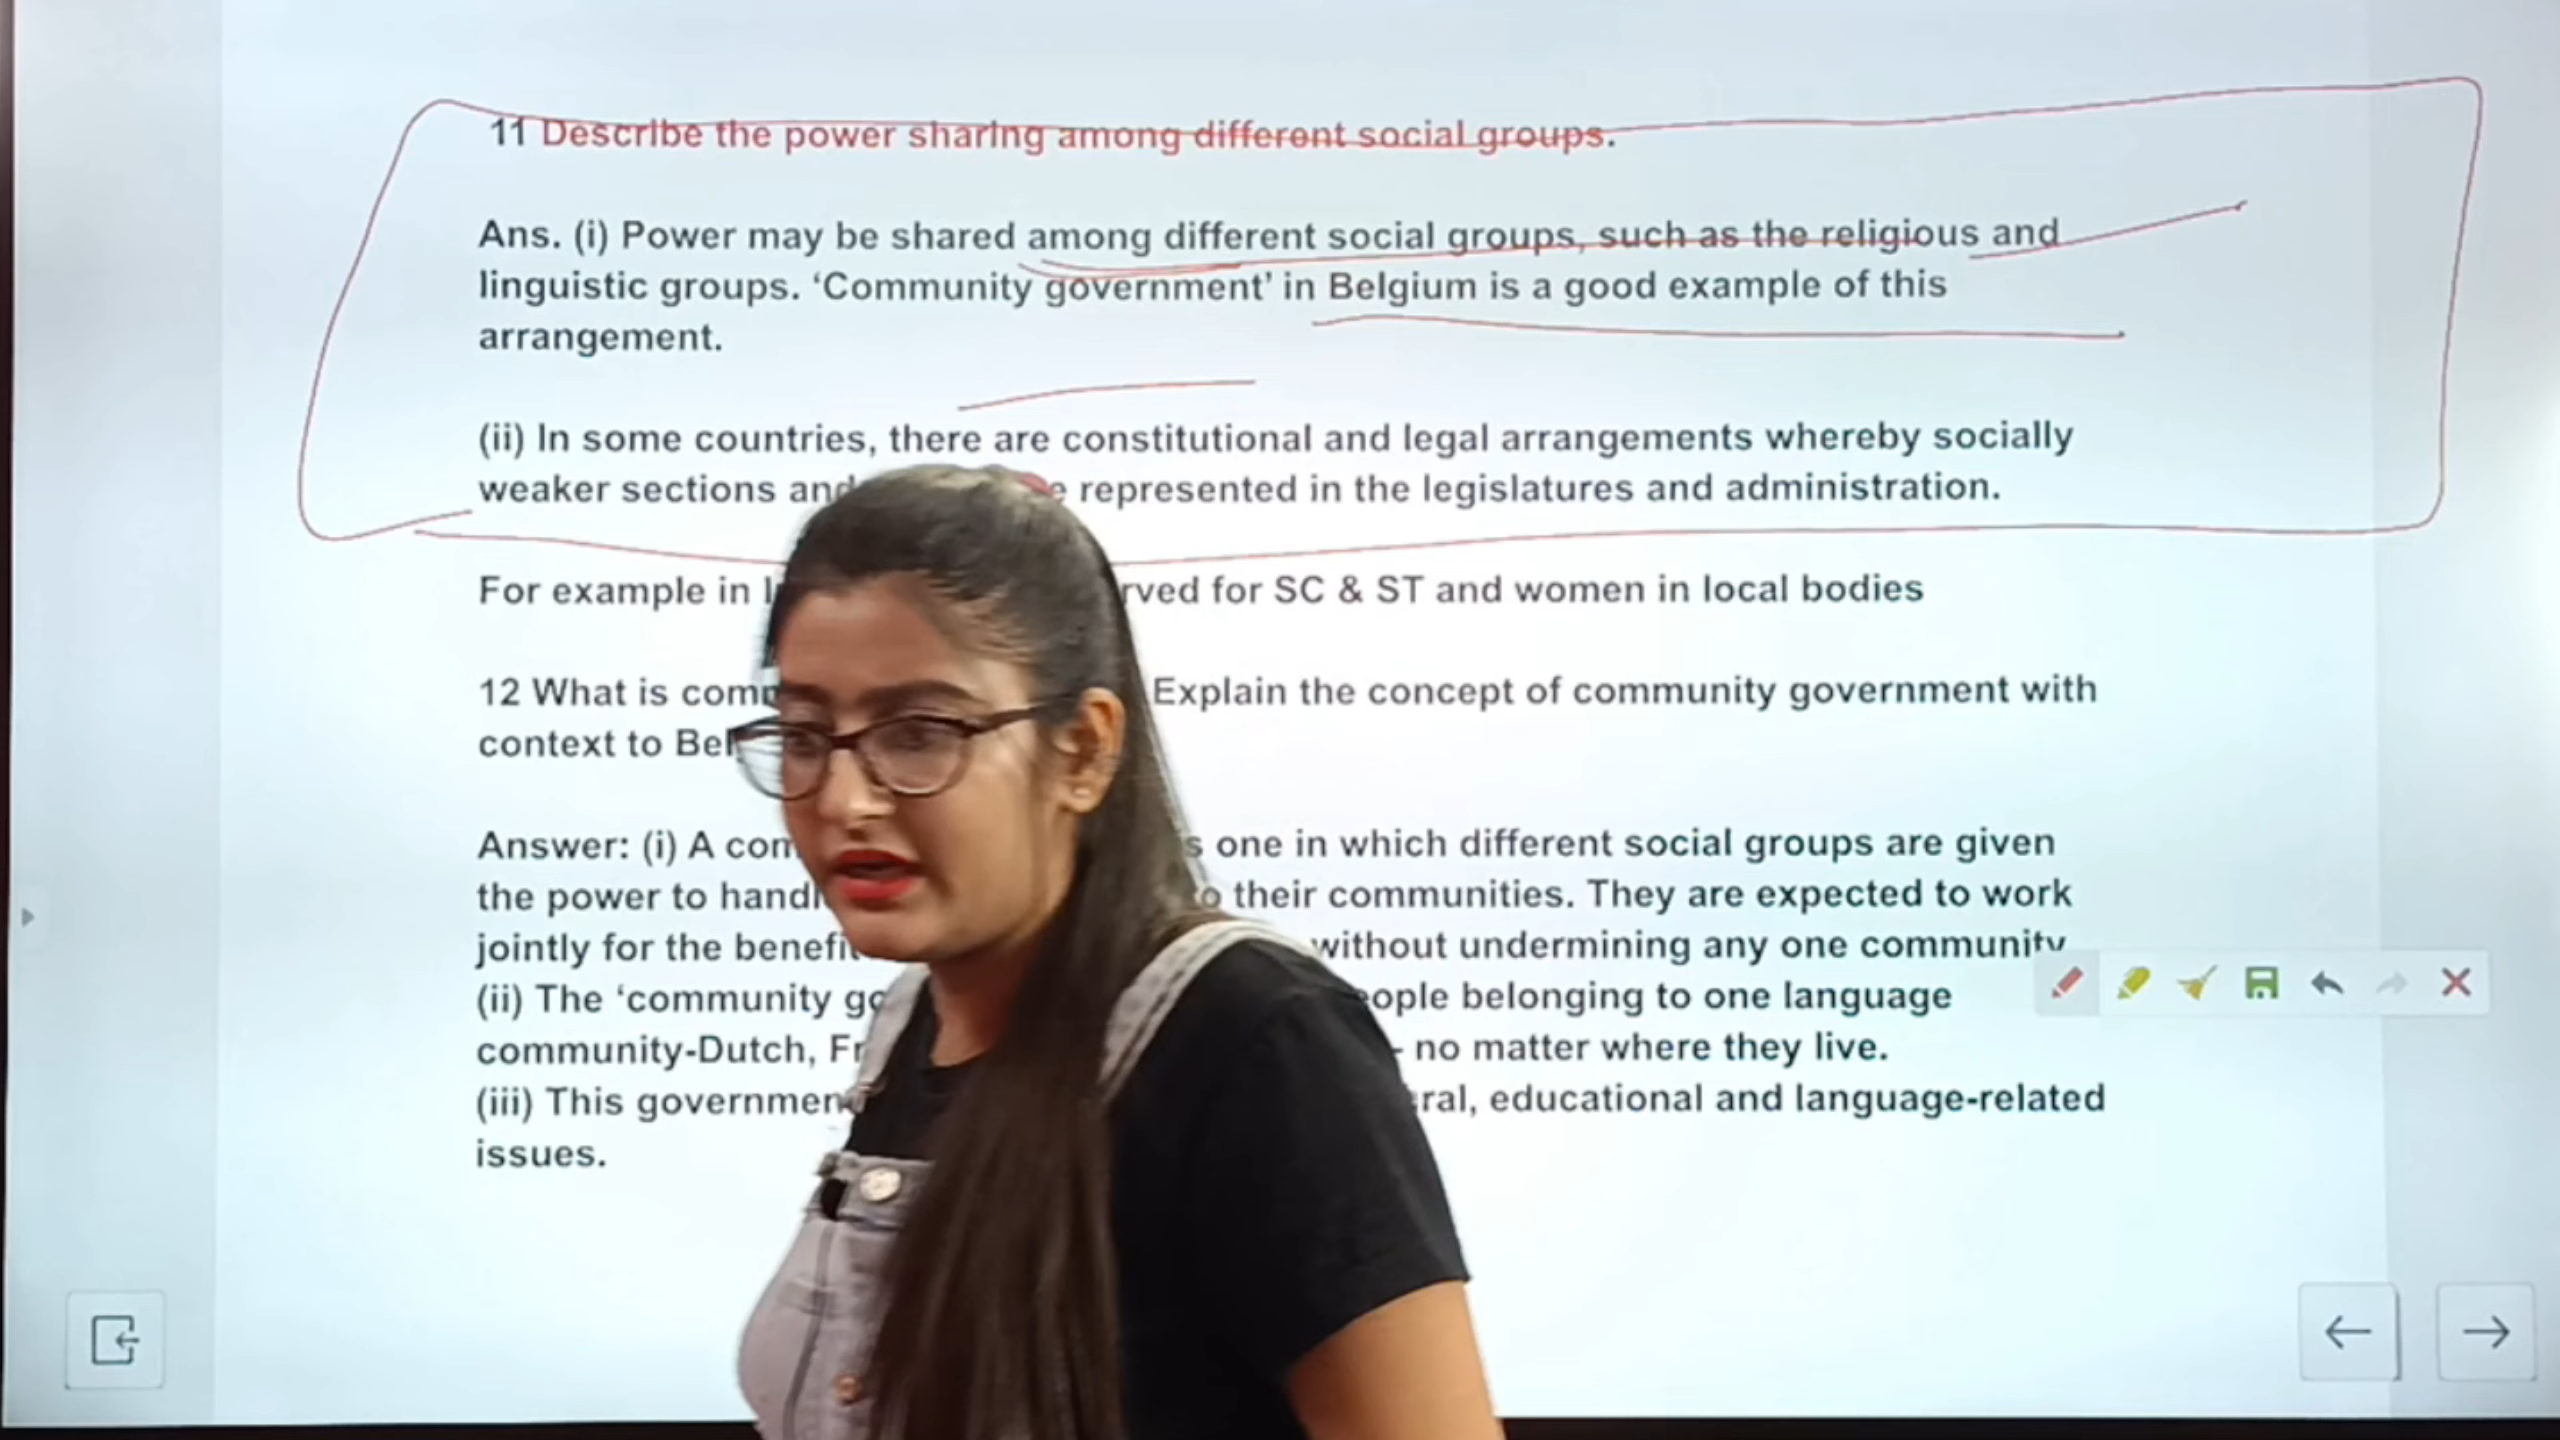 11 Describe the power sharing among different social groups.
Ans. (i) Power may be shared among different social groups, such as the religious and
linguistic groups. ‘Community government’ in Belgium is a good example of this
arrangement.
(ii) In some countries, there are constitutional and legal arrangements whereby socially
weaker sections and represented in the legislatures and administration.
For example in for SC & ST and women in local bodies
12 What is Explain the concept of community government with
context to
Answer: (i) A one in which different social groups are given
the power to their communities. They are expected to work
jointly for the without undermining any one community
(ii) The ‘community belonging to one language
community-Dutch, no matter where they live.
(iii) This educational and language-related
issues.